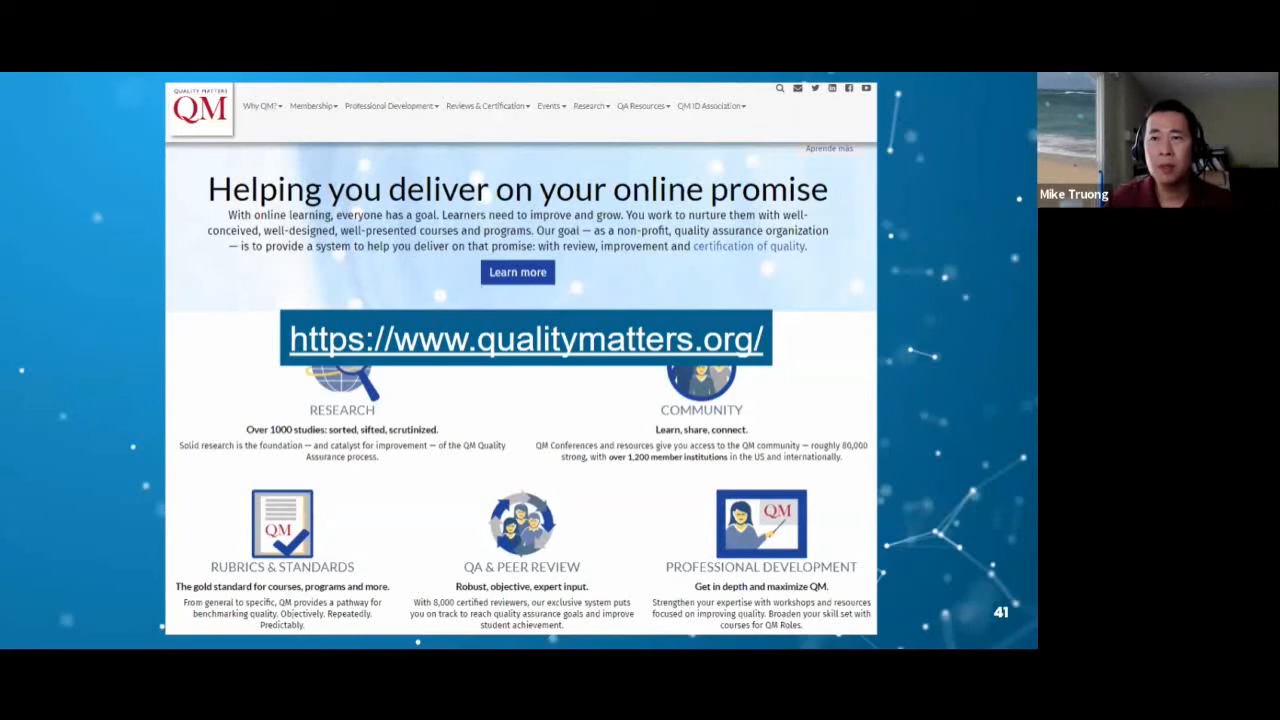 QUALITY MATTERS
QM
Why QM? Membership Professional Development Reviews & Certification Events Research QA Resources QM ID Association
Aprende más
Helping you deliver on your online promise
With online learning, everyone has a goal. Learners need to improve and grow. You work to nurture them with well-
conceived, well-designed, well-presented courses and programs. Our goal — as a non-profit, quality assurance organization
— is to provide a system to help you deliver on that promise: with review, improvement and certification of quality.
Learn more
https://www.qualitymatters.org/
RESEARCH
Over 1000 studies: sorted, sifted, scrutinized.
Solid research is the foundation — and catalyst for improvement — of the QM Quality
Assurance process.
COMMUNITY
Learn, share, connect.
QM Conferences and resources give you access to the QM community — roughly 80,000
strong, with over 1,200 member institutions in the US and internationally.
QM
RUBRICS & STANDARDS
The gold standard for courses, programs and more.
From general to specific, QM provides a pathway for
benchmarking quality. Objectively. Repeatedly.
Predictably.
QA & PEER REVIEW
Robust, objective, expert input.
With 8,000 certified reviewers, our exclusive system puts
you on track to reach quality assurance goals and improve
student achievement.
QM
PROFESSIONAL DEVELOPMENT
Get in depth and maximize QM.
Strengthen your expertise with workshops and resources
focused on improving quality. Broaden your skill set with
courses for QM Roles.
41
Mike Truong